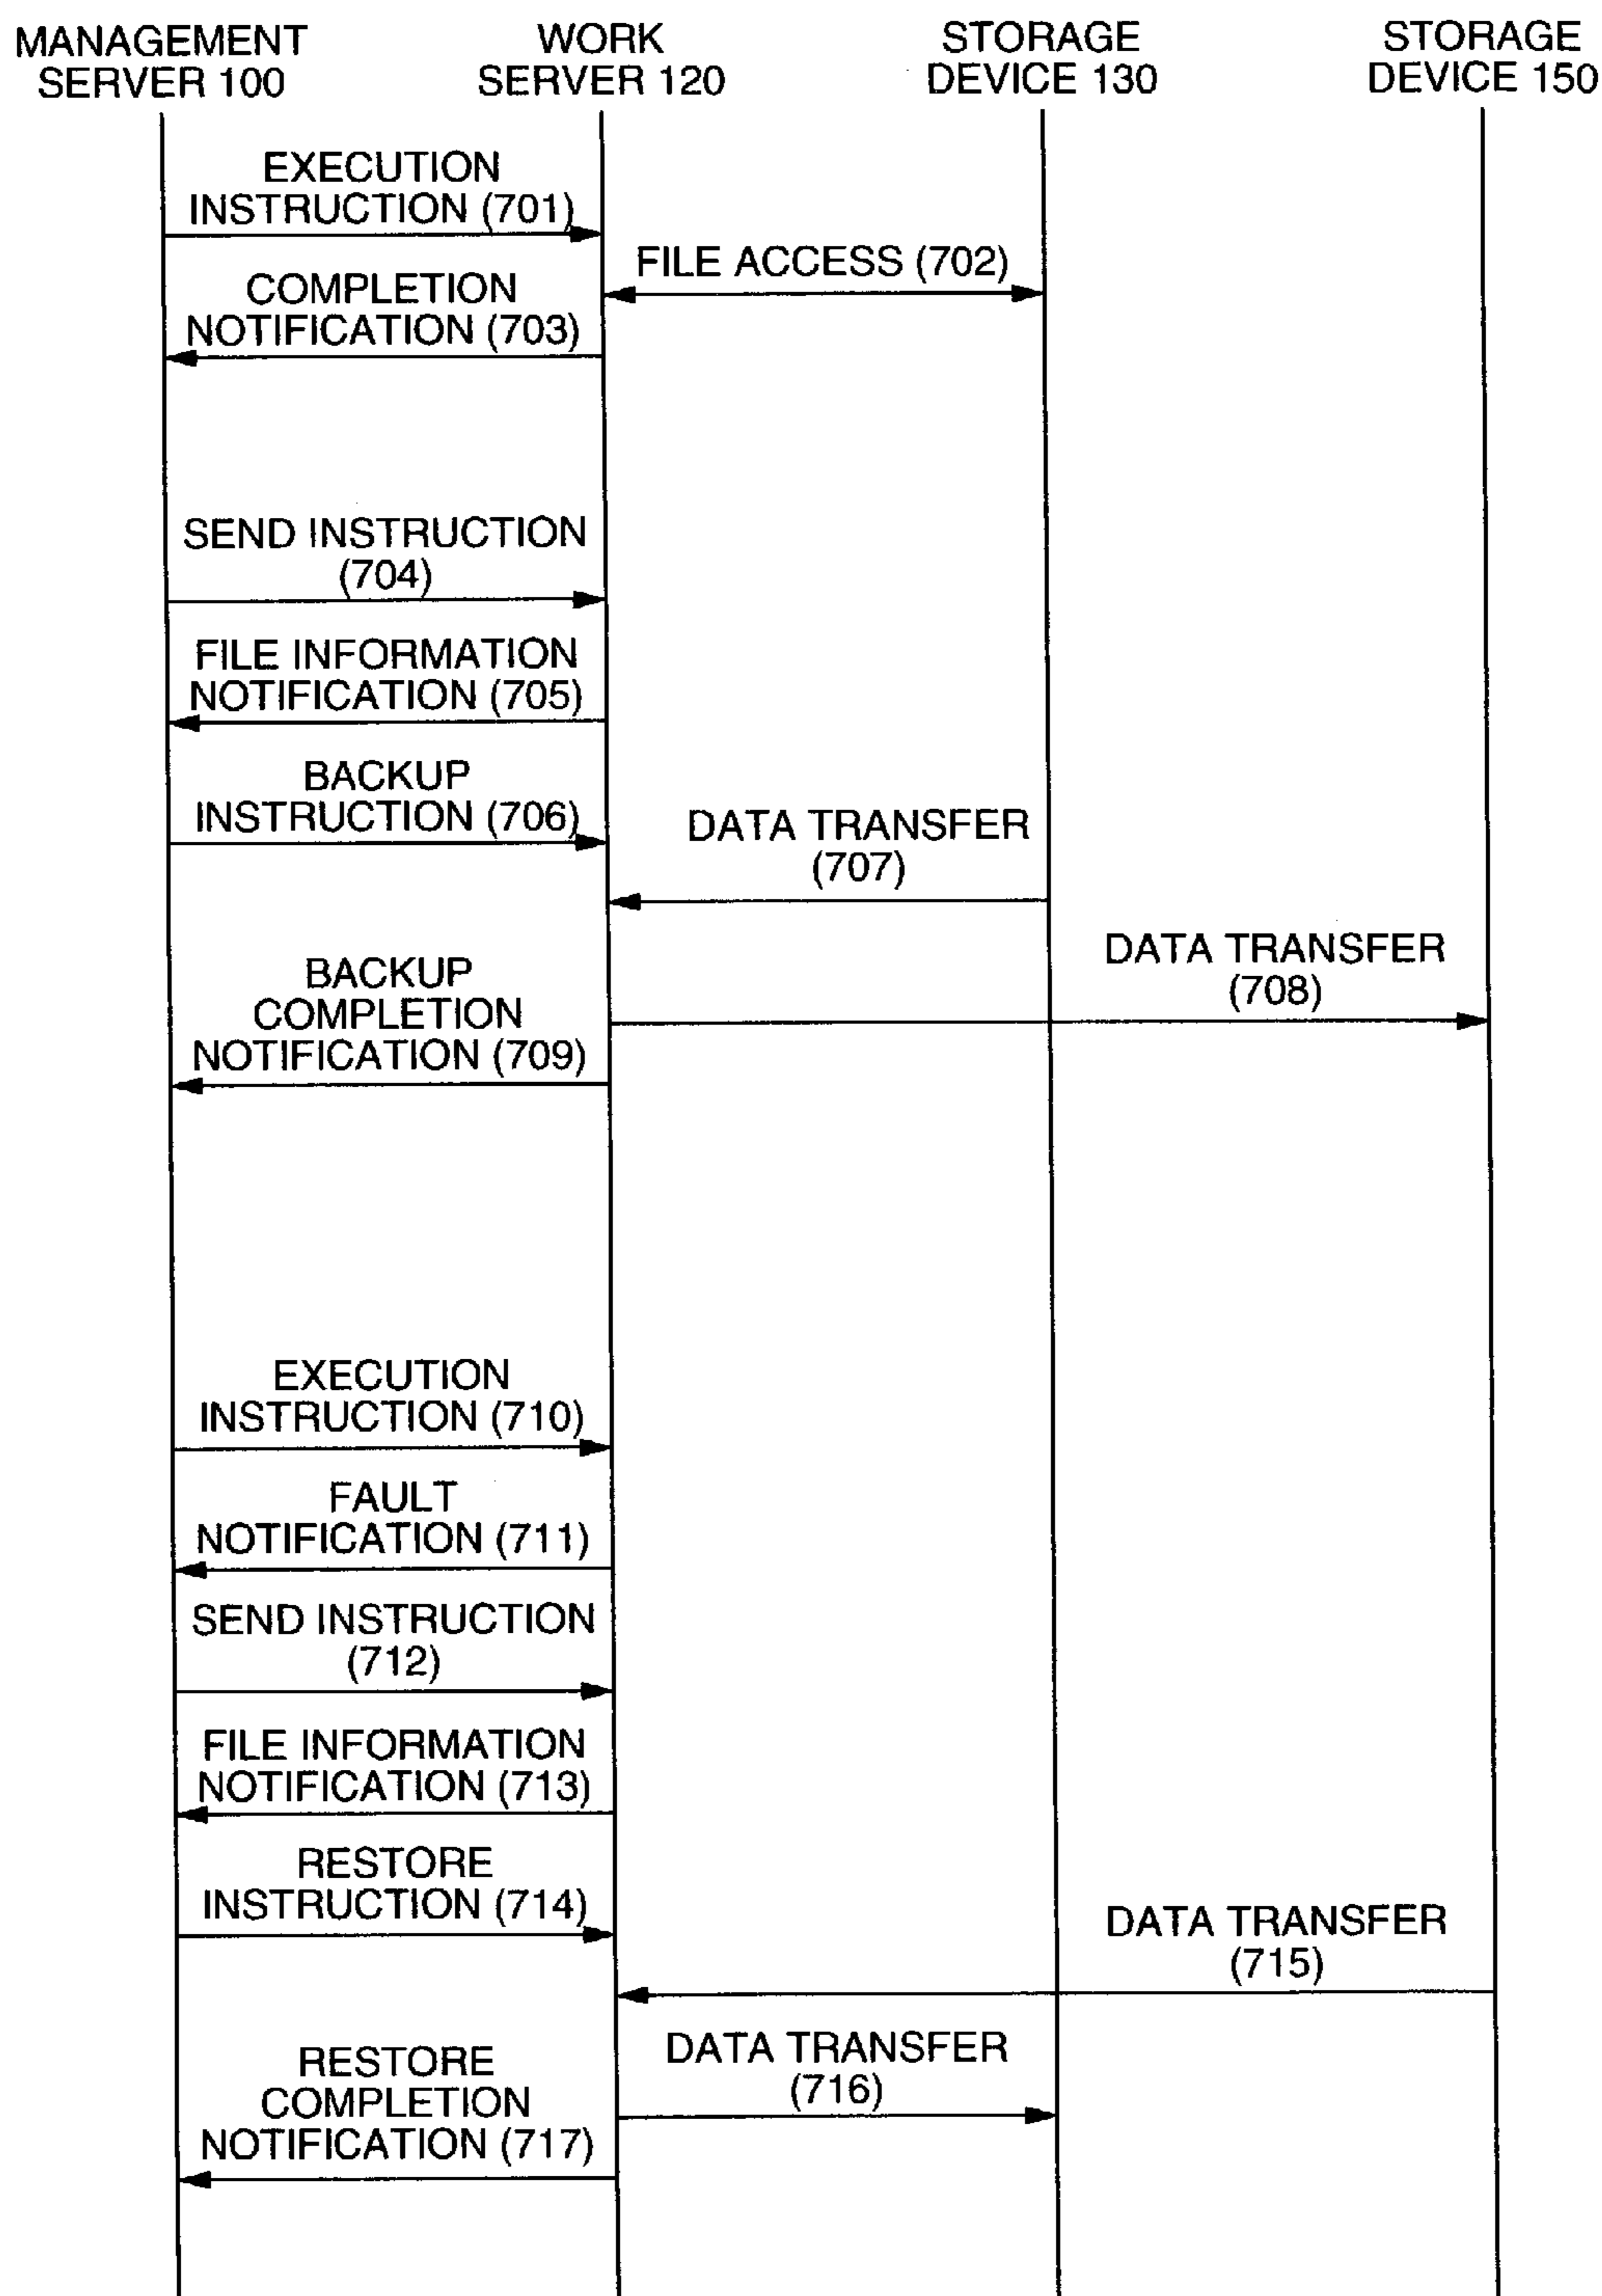 MANAGEMENT
SERVER 100
WORK
SERVER 120
STORAGE
DEVICE 130
STORAGE
DEVICE 150
EXECUTION
INSTRUCTION (701)
FILE ACCESS (702)
COMPLETION
NOTIFICATION (703)
SEND INSTRUCTION
(704)
FILE INFORMATION
NOTIFICATION (705)
BACKUP
INSTRUCTION (706)
DATA TRANSFER
(707)
DATA TRANSFER
(708)
BACKUP
COMPLETION
NOTIFICATION (709)
EXECUTION
INSTRUCTION (710)
FAULT
NOTIFICATION (711)
SEND INSTRUCTION
(712)
FILE INFORMATION
NOTIFICATION (713)
RESTORE
INSTRUCTION (714)
DATA TRANSFER
(715)
DATA TRANSFER
(716)
RESTORE
COMPLETION
NOTIFICATION (717)